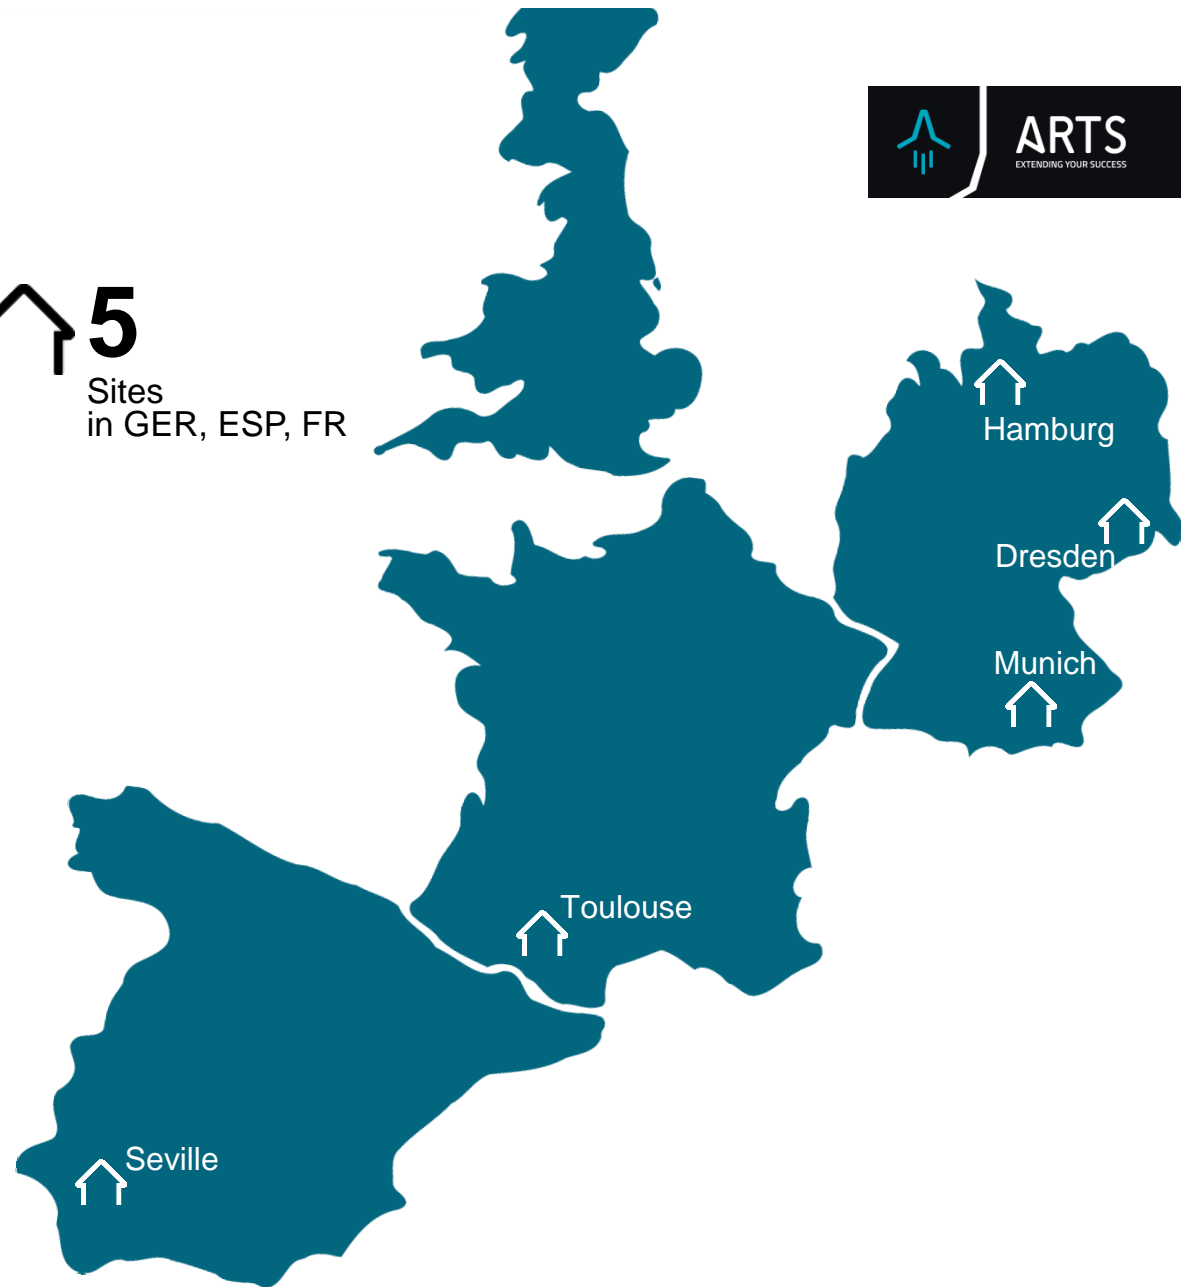 ARTS
EXTENDING YOUR SUCCESS
5
Sites
in GER, ESP, FR
Hamburg
Dresden
Munich
Toulouse
Seville